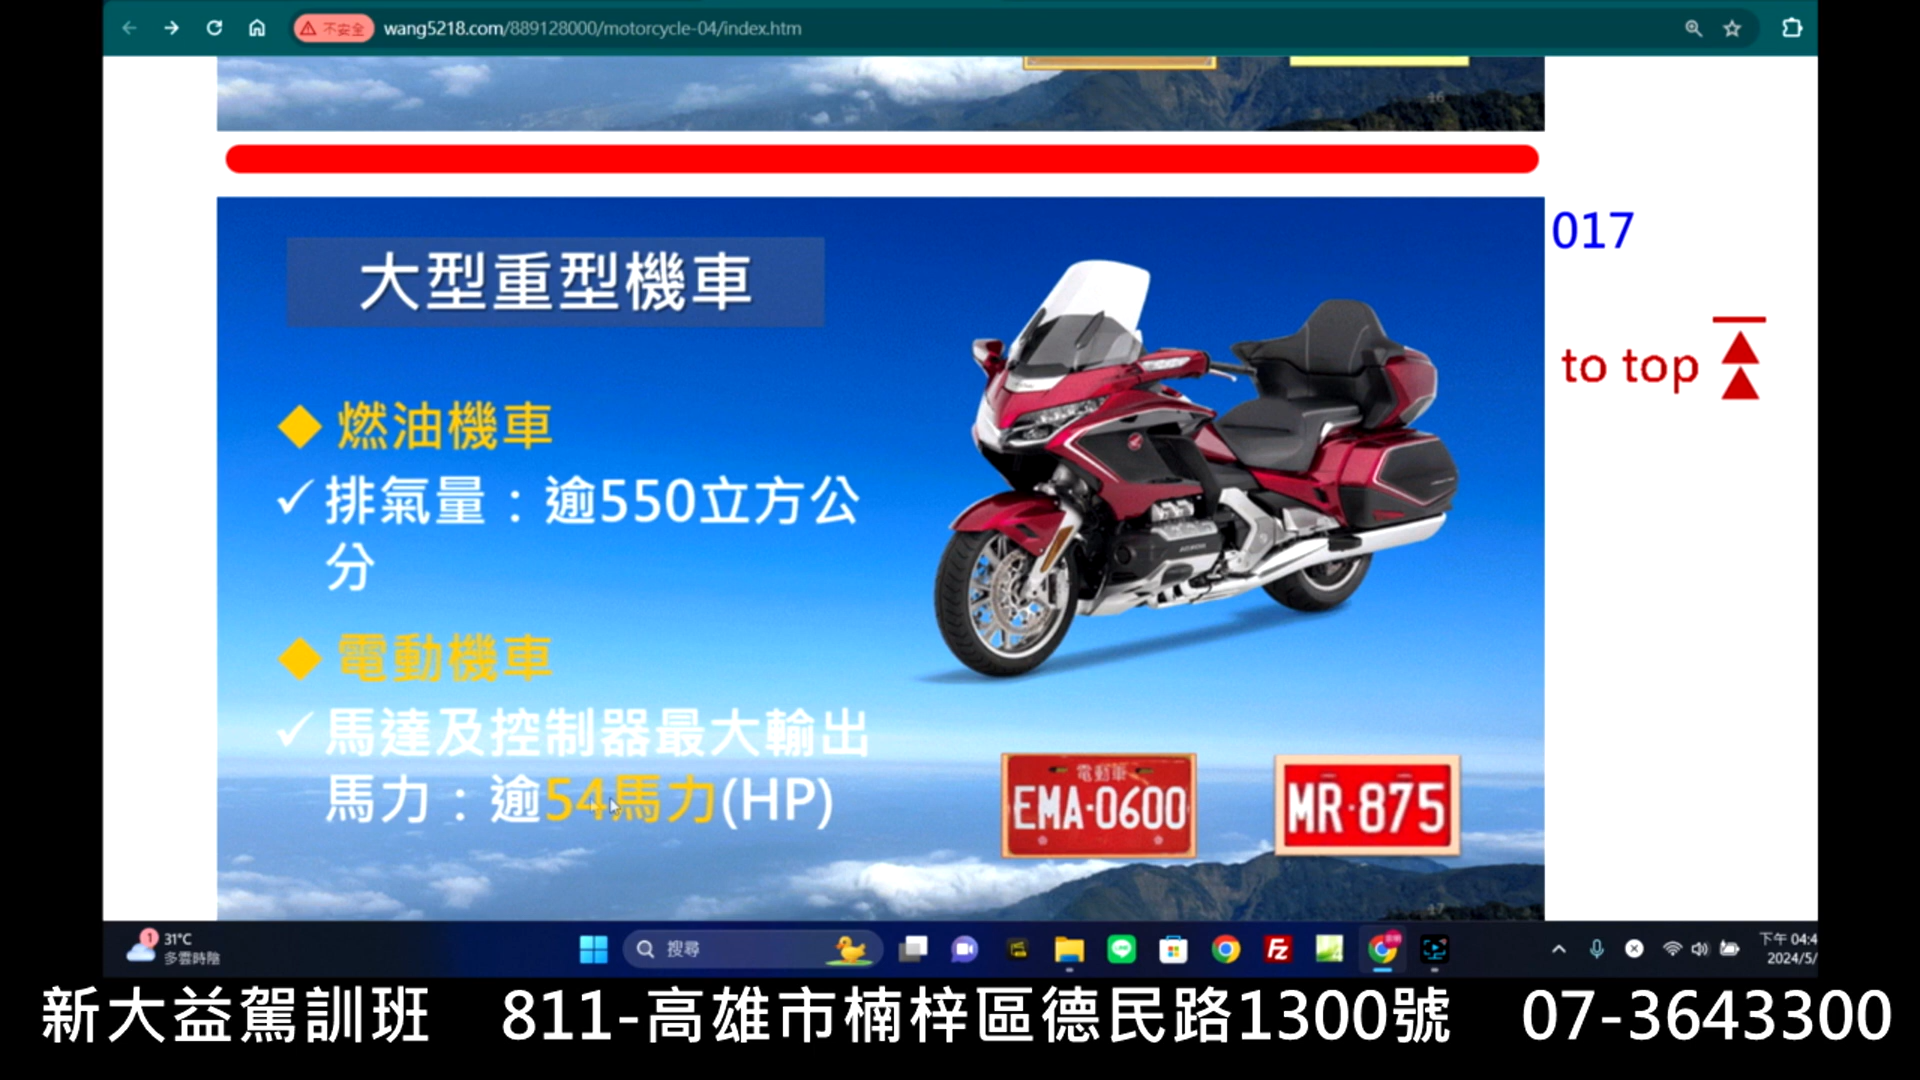 不安全 wang5218.com/889128000/motorcycle-04/index.htm
16
017
大型重型機車
to top
◆ 燃油機車
✓ 排氣量：逾550立方公
分
◆ 電動機車
✓ 馬達及控制器最大輸出
馬力：逾54馬力(HP)
電動車
EMA-0600
MR·875
17
1
31°C
多雲時陰
搜尋
下午 04:4
2024/5/
新大益駕訓班 811-高雄市楠梓區德民路1300號 07-3643300